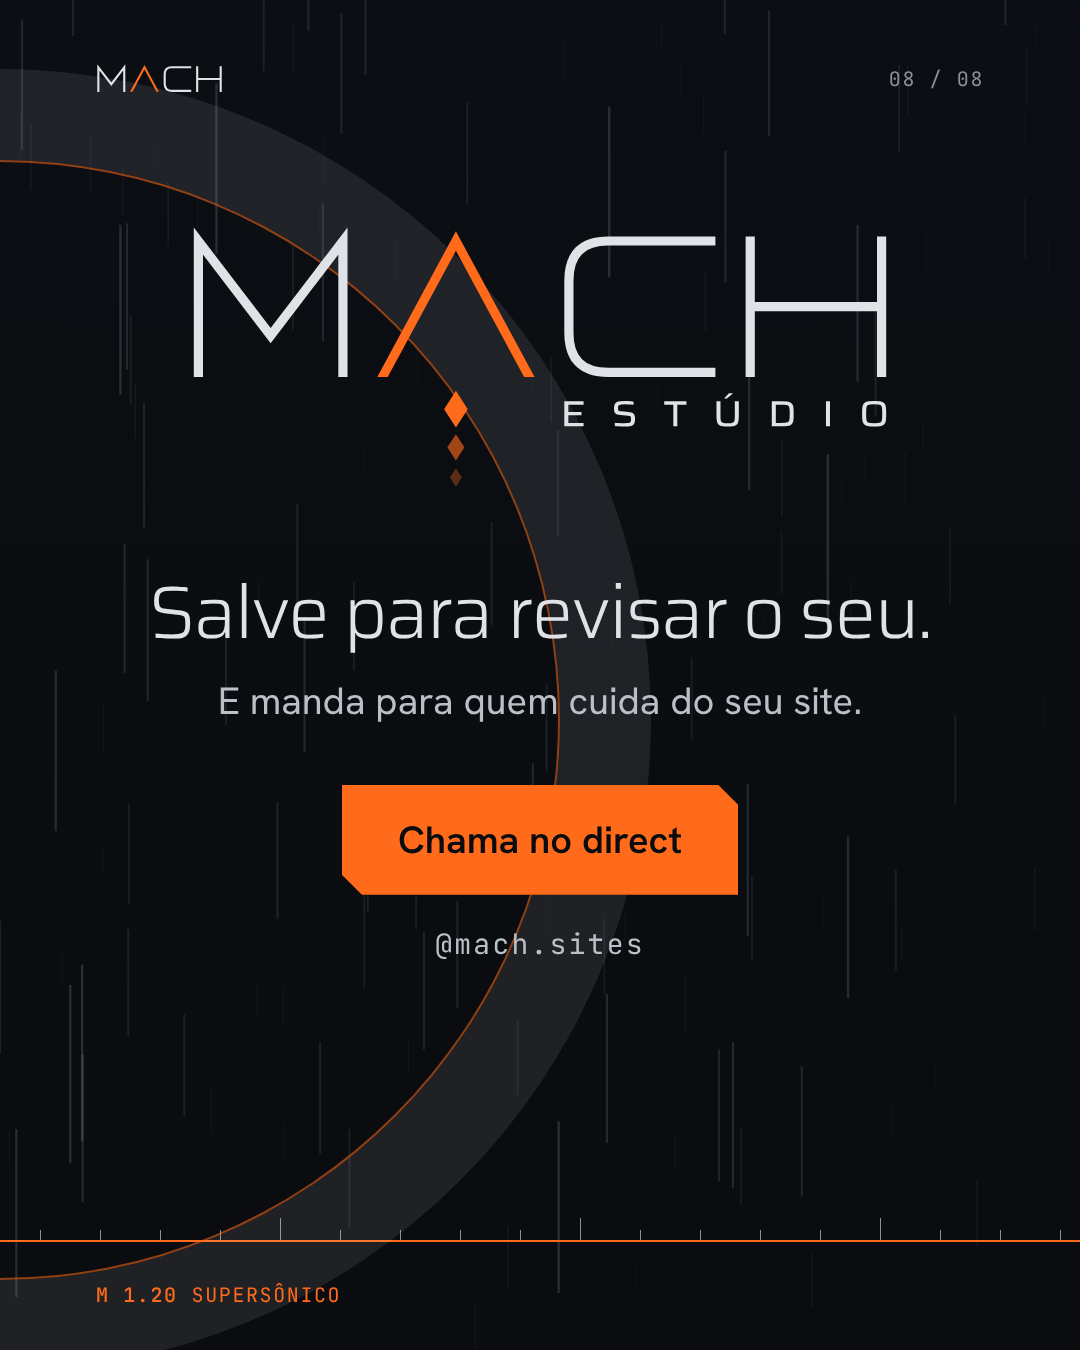 MACH
08 / 08
MACH
ESTÚDIO
Salve para revisar o seu.
E manda para quem cuida do seu site.
Chama no direct
@mach.sites
M 1.20 SUPERSÔNICO